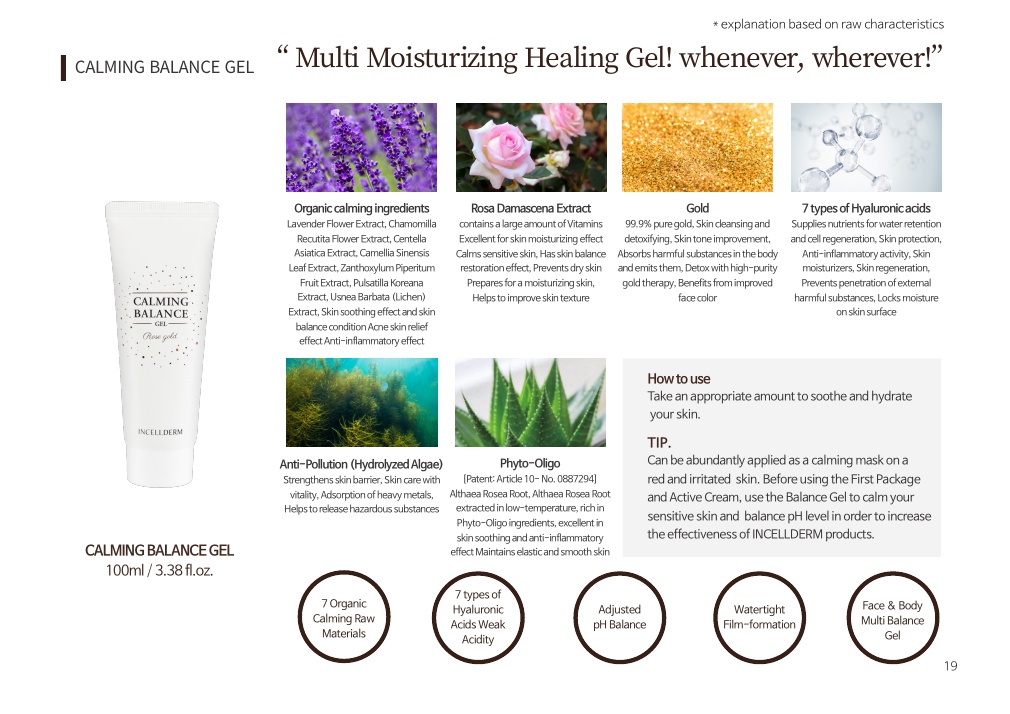 * explanation based on raw characteristics
CALMING BALANCE GEL
“ Multi Moisturizing Healing Gel! whenever, wherever!”
Organic calming ingredients
Lavender Flower Extract, Chamomilla
Recutita Flower Extract, Centella
Asiatica Extract, Camellia Sinensis
Leaf Extract, Zanthoxylum Piperitum
Fruit Extract, Pulsatilla Koreana
Extract, Usnea Barbata (Lichen)
Extract, Skin soothing effect and skin
balance condition Acne skin relief
effect Anti-inflammatory effect
Rosa Damascena Extract
contains a large amount of Vitamins
Excellent for skin moisturizing effect
Calms sensitive skin, Has skin balance
restoration effect, Prevents dry skin
Prepares for a moisturizing skin,
Helps to improve skin texture
Gold
99.9% pure gold, Skin cleansing and
detoxifying, Skin tone improvement,
Absorbs harmful substances in the body
and emits them, Detox with high-purity
gold therapy, Benefits from improved
face color
7 types of Hyaluronic acids
Supplies nutrients for water retention
and cell regeneration, Skin protection,
Anti-inflammatory activity, Skin
moisturizers, Skin regeneration,
Prevents penetration of external
harmful substances, Locks moisture
on skin surface
CALMING
BALANCE
GEL
Rose gold
INCELLDERM
Anti-Pollution (Hydrolyzed Algae)
Strengthens skin barrier, Skin care with
vitality, Adsorption of heavy metals,
Helps to release hazardous substances
Phyto-Oligo
[Patent: Article 10- No. 0887294]
Althaea Rosea Root, Althaea Rosea Root
extracted in low-temperature, rich in
Phyto-Oligo ingredients, excellent in
skin soothing and anti-inflammatory
effect Maintains elastic and smooth skin
How to use
Take an appropriate amount to soothe and hydrate
your skin.
TIP.
Can be abundantly applied as a calming mask on a
red and irritated skin. Before using the First Package
and Active Cream, use the Balance Gel to calm your
sensitive skin and balance pH level in order to increase
the effectiveness of INCELLDERM products.
CALMING BALANCE GEL
100ml / 3.38 fl.oz.
7 Organic
Calming Raw
Materials
7 types of
Hyaluronic
Acids Weak
Acidity
Adjusted
pH Balance
Watertight
Film-formation
Face & Body
Multi Balance
Gel
19